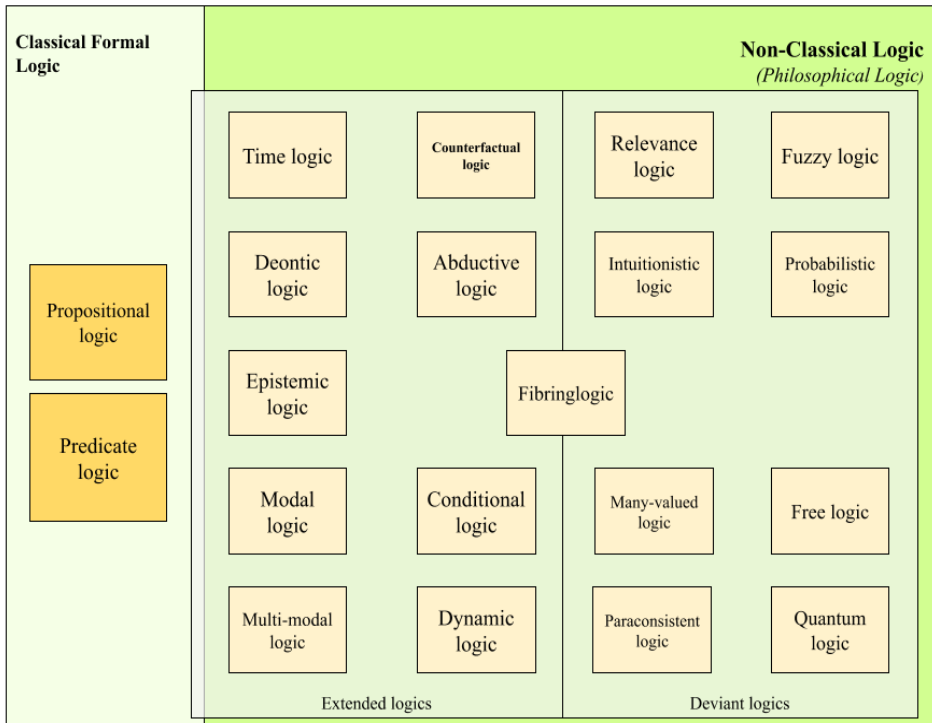 Classical Formal
Logic
Non-Classical Logic
(Philosophical Logic)
Time logic
Counterfactual
logic
Relevance
logic
Fuzzy logic
Deontic
logic
Abductive
logic
Intuitionistic
logic
Probabilistic
logic
Propositional
logic
Epistemic
logic
Fibringlogic
Predicate
logic
Modal
logic
Conditional
logic
Many-valued
logic
Free logic
Multi-modal
logic
Dynamic
logic
Paraconsistent
logic
Quantum
logic
Extended logics
Deviant logics